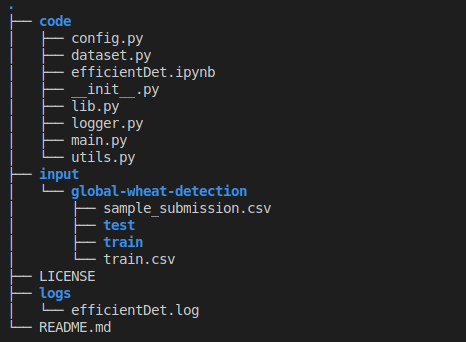 .
├── code
│   ├── config.py
│   ├── dataset.py
│   ├── efficientDet.ipynb
│   ├── __init__.py
│   ├── lib.py
│   ├── logger.py
│   ├── main.py
│   └── utils.py
├── input
│   └── global-wheat-detection
│       ├── sample_submission.csv
│       ├── test
│       ├── train
│       └── train.csv
├── LICENSE
├── logs
│   └── efficientDet.log
└── README.md